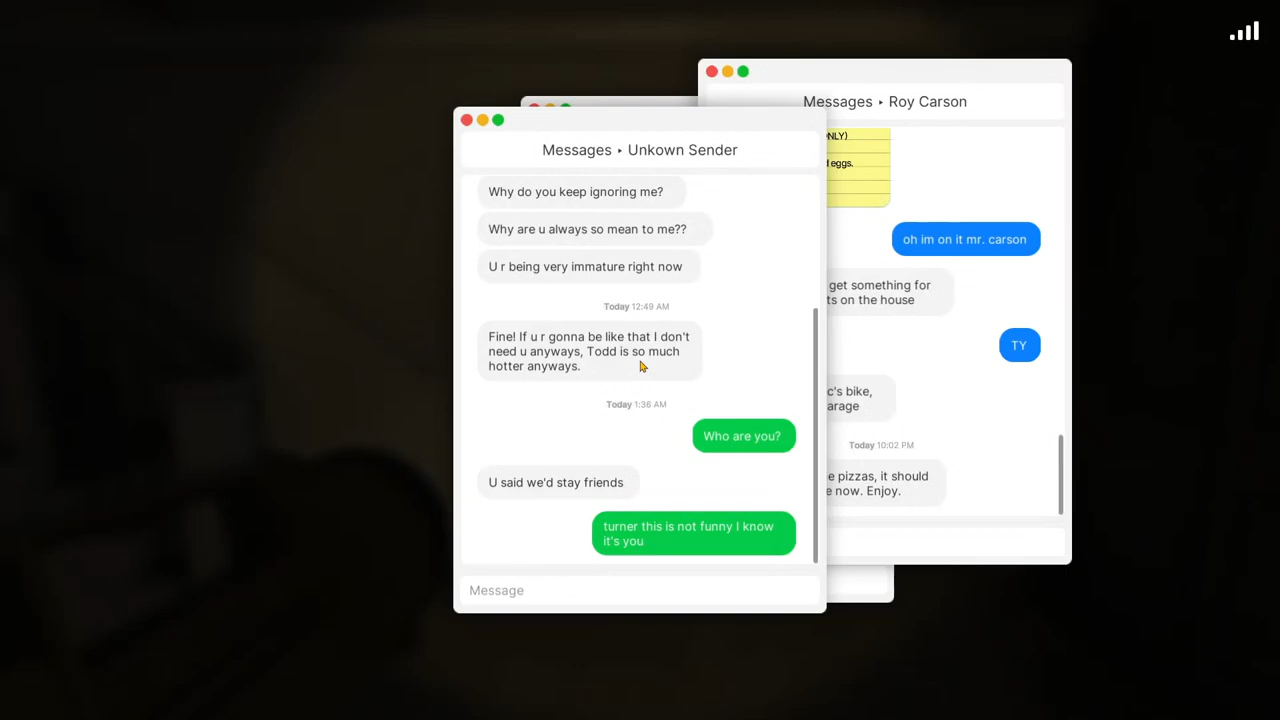 Messages ‣ Unkown Sender
Why do you keep ignoring me?
Why are u always so mean to me??
U r being very immature right now
Today 12:49 AM
Fine! If u r gonna be like that I don't
need u anyways, Todd is so much
hotter anyways.
Today 1:36 AM
Who are you?
U said we'd stay friends
turner this is not funny I know
it's you
Message
Messages ‣ Roy Carson
NLY)
eggs.
oh im on it mr. carson
get something for
ts on the house
TY
c's bike,
arage
Today 10:02 PM
e pizzas, it should
e now. Enjoy.